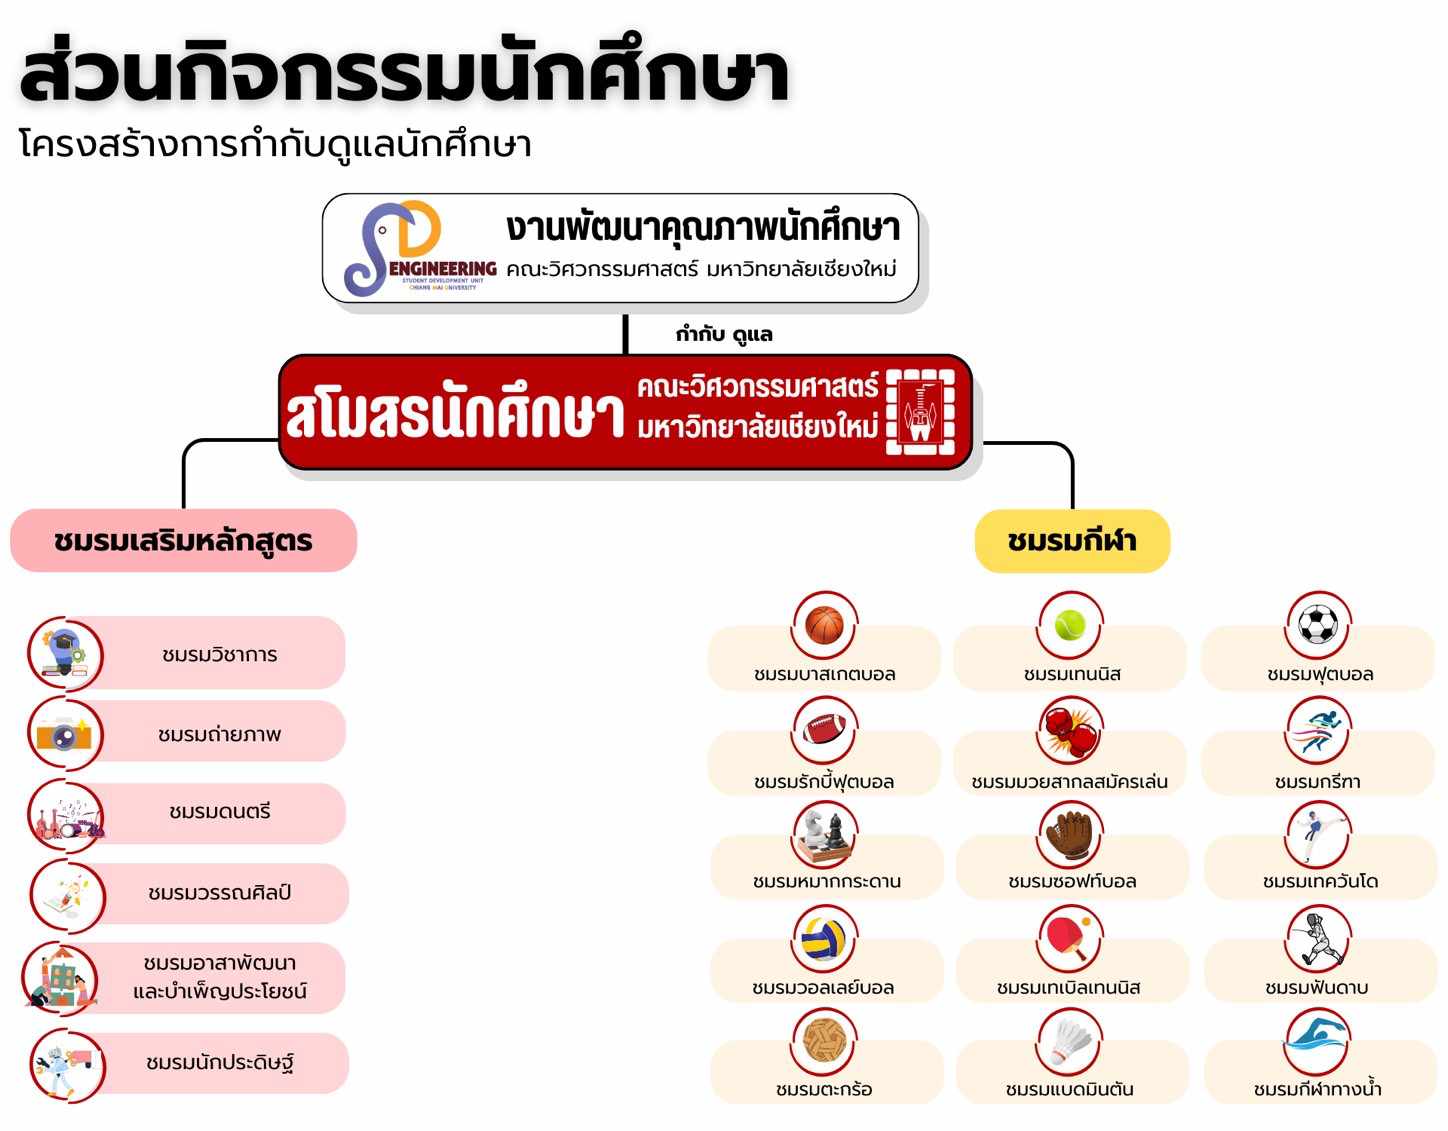 ส่วนกิจกรรมนักศึกษา
โครงสร้างการกำกับดูแลนักศึกษา
งานพัฒนาคุณภาพนักศึกษา
คณะวิศวกรรมศาสตร์ มหาวิทยาลัยเชียงใหม่
SD
ENGINEERING
STUDENT DEVELOPMENT UNIT
CHIANG MAI UNIVERSITY
กำกับ ดูแล
สโมสรนักศึกษา
คณะวิศวกรรมศาสตร์
มหาวิทยาลัยเชียงใหม่
ชมรมเสริมหลักสูตร
ชมรมวิชาการ
ชมรมถ่ายภาพ
ชมรมดนตรี
ชมรมวรรณศิลป์
ชมรมอาสาพัฒนา
และบำเพ็ญประโยชน์
ชมรมนักประดิษฐ์
ชมรมกีฬา
ชมรมบาสเกตบอล
ชมรมเทนนิส
ชมรมฟุตบอล
ชมรมรักบี้ฟุตบอล
ชมรมมวยสากลสมัครเล่น
ชมรมกรีฑา
ชมรมหมากกระดาน
ชมรมซอฟท์บอล
ชมรมเทควันโด
ชมรมวอลเลย์บอล
ชมรมเทเบิลเทนนิส
ชมรมฟันดาบ
ชมรมตะกร้อ
ชมรมแบดมินตัน
ชมรมกีฬาทางน้ำ